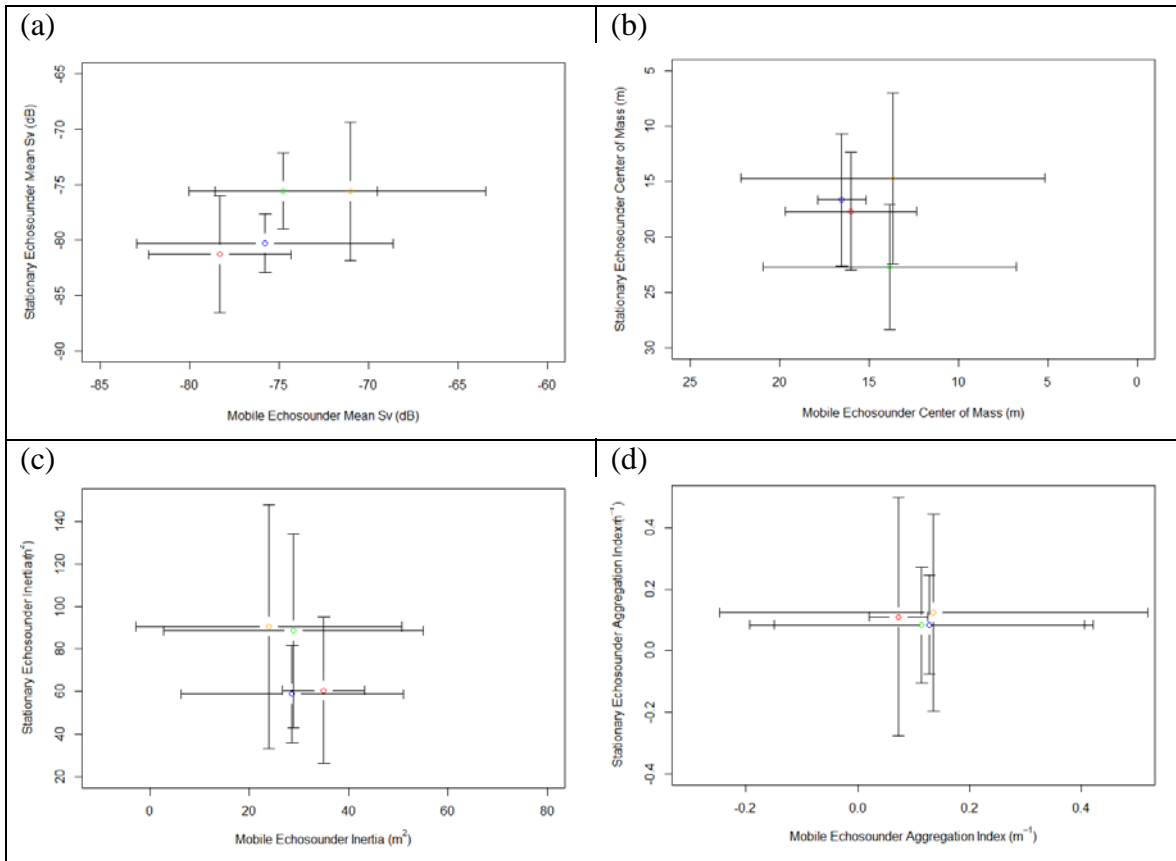 (a)
Stationary Echosounder Mean Sv (dB)
-65
-70
-75
-80
-85
-90
-85 -80 -75 -70 -65 -60
Mobile Echosounder Mean Sv (dB)
(b)
Stationary Echosounder Center of Mass (m)
5
10
15
20
25
30
25 20 15 10 5 0
Mobile Echosounder Center of Mass (m)
(c)
Stationary Echosounder Inertia(m²)
140
120
100
80
60
40
20
0 20 40 60 80
Mobile Echosounder Inertia (m²)
(d)
Stationary Echosounder Aggregation Index(m⁻¹)
0.4
0.2
0.0
-0.2
-0.4
-0.2 0.0 0.2 0.4
Mobile Echosounder Aggregation Index (m⁻¹)